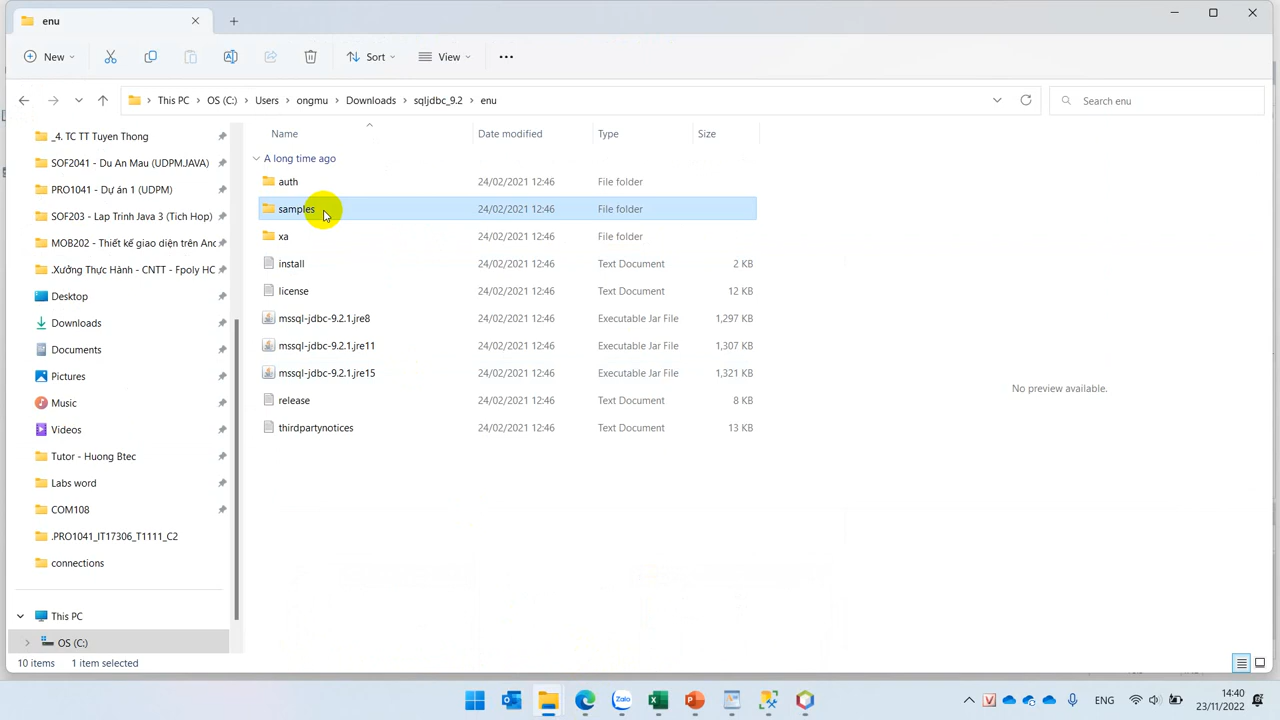 enu
New
Sort
View
This PC > OS (C:) > Users > ongmu > Downloads > sqljdbc_9.2 > enu
Search enu
_4. TC TT Tuyen Thong
SOF2041 - Du An Mau (UDPM.JAVA)
PRO1041 - Dự án 1 (UDPM)
SOF203 - Lap Trinh Java 3 (Tich Hop)
MOB202 - Thiết kế giao diện trên And
.Xưởng Thực Hành - CNTT - Fpoly HC
Desktop
Downloads
Documents
Pictures
Music
Videos
Tutor - Huong Btec
Labs word
COM108
.PRO1041_IT17306_T1111_C2
connections
This PC
OS (C:)
Name Date modified Type Size
A long time ago
auth 24/02/2021 12:46 File folder
samples 24/02/2021 12:46 File folder
xa 24/02/2021 12:46 File folder
install 24/02/2021 12:46 Text Document 2 KB
license 24/02/2021 12:46 Text Document 12 KB
mssql-jdbc-9.2.1.jre8 24/02/2021 12:46 Executable Jar File 1,297 KB
mssql-jdbc-9.2.1.jre11 24/02/2021 12:46 Executable Jar File 1,307 KB
mssql-jdbc-9.2.1.jre15 24/02/2021 12:46 Executable Jar File 1,321 KB
release 24/02/2021 12:46 Text Document 8 KB
thirdpartynotices 24/02/2021 12:46 Text Document 13 KB
No preview available.
10 items 1 item selected
Zalo
ENG
14:40
23/11/2022